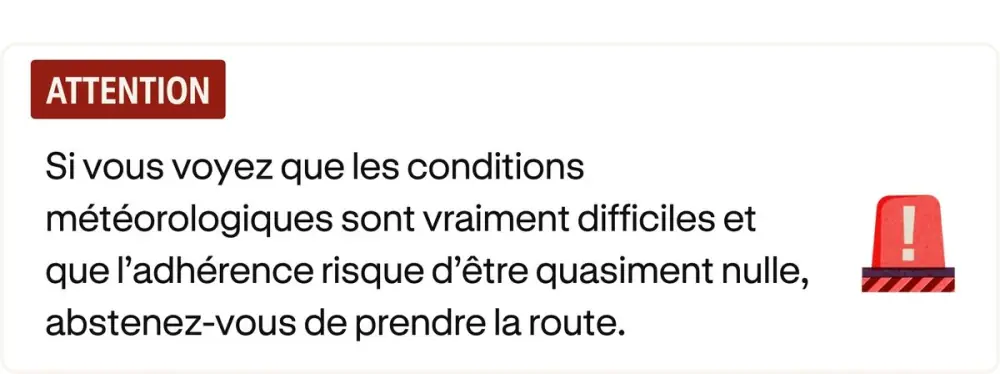 ATTENTION
Si vous voyez que les conditions
météorologiques sont vraiment difficiles et
que l’adhérence risque d’être quasiment nulle,
abstenez-vous de prendre la route.